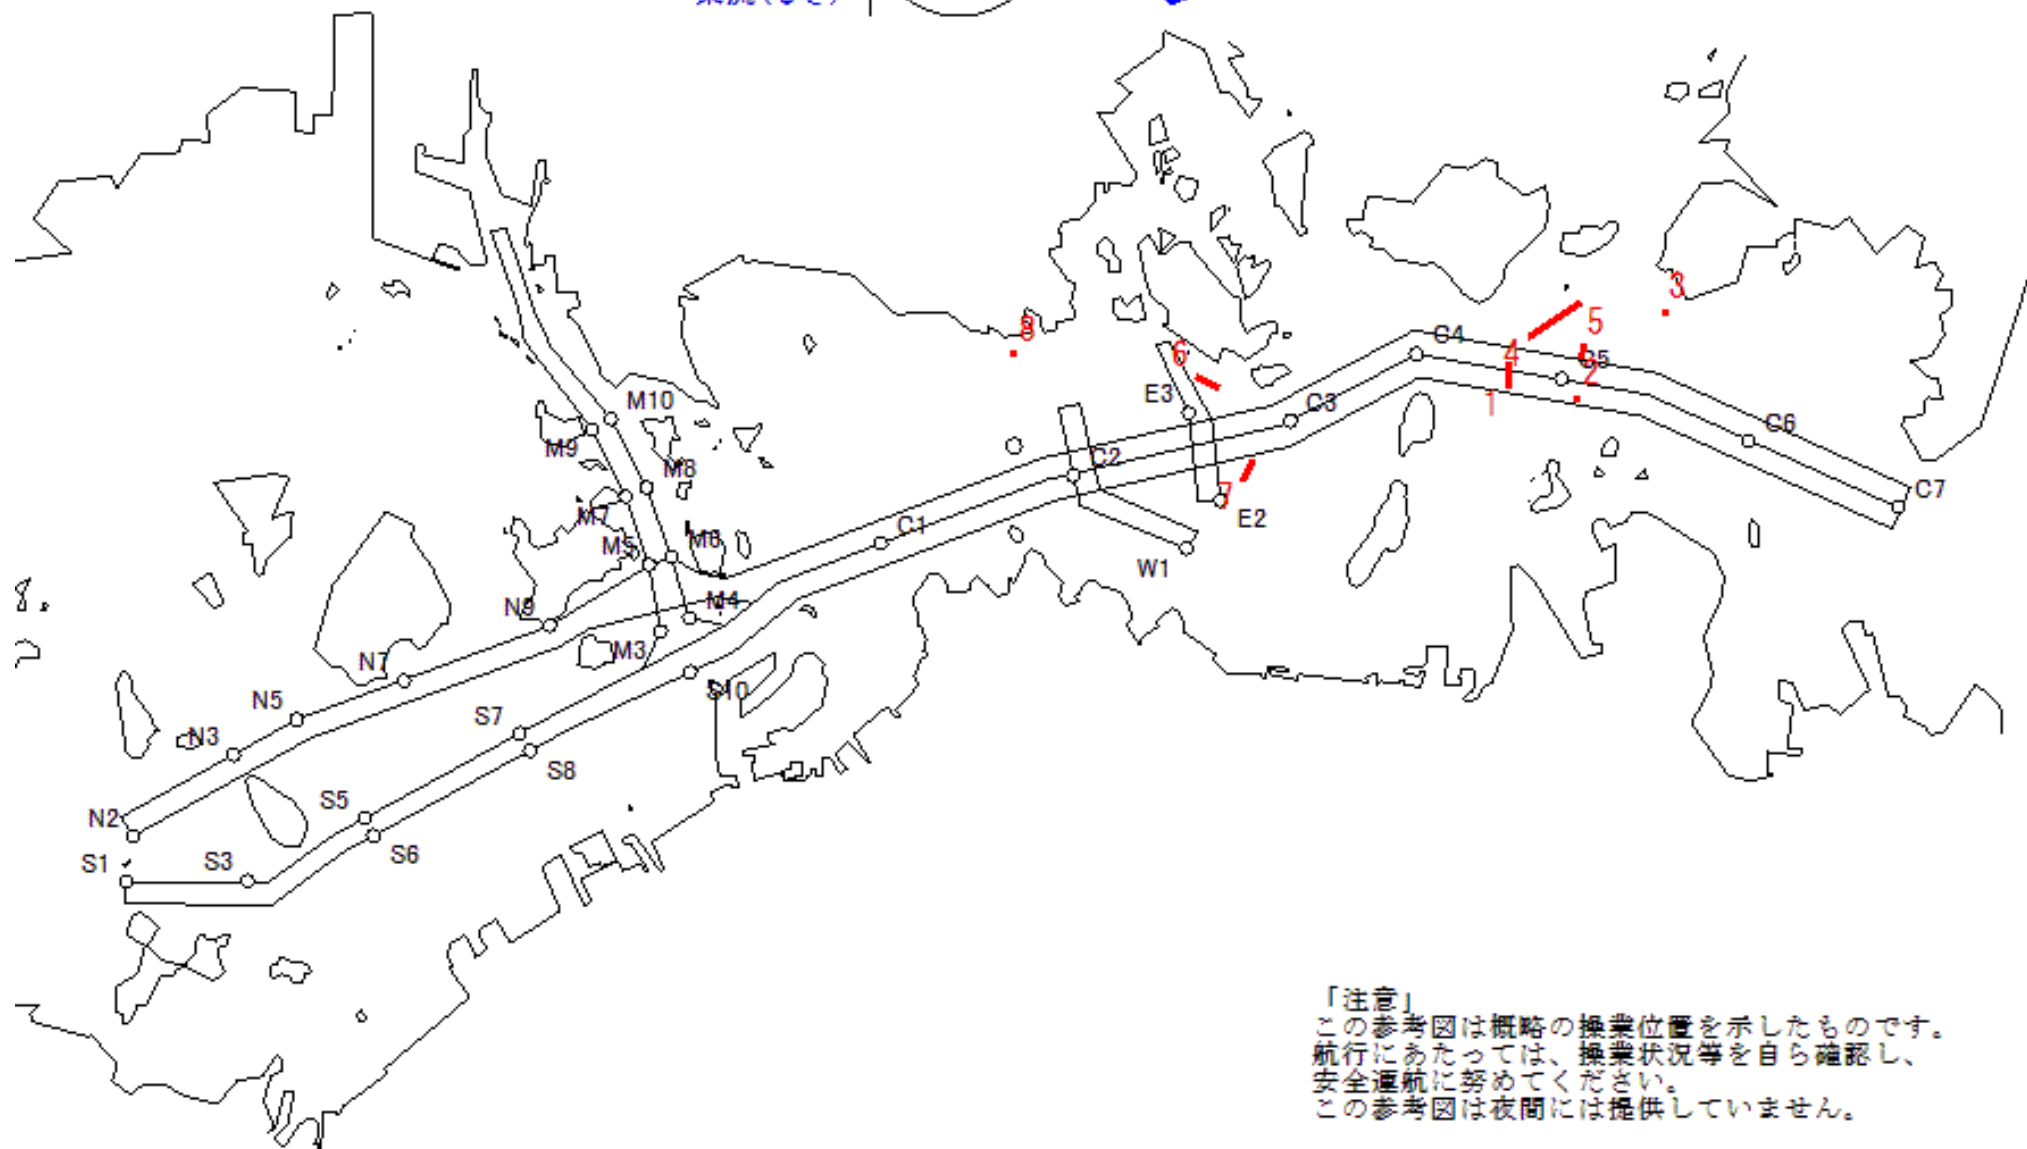 8
3
5
4
C4
C5
2
6
1
E3
C3
M10
C6
M9
C2
M8
C7
7
M7
E2
C1
M5
M6
W1
N9
M4
M3
N7
S10
N5
S7
N3
S8
S5
N2
S6
S1
S3
「注意」
この参考図は概略の操業位置を示したものです。
航行にあたっては、操業状況等を自ら確認し、
安全運航に努めてください。
この参考図は夜間には提供していません。